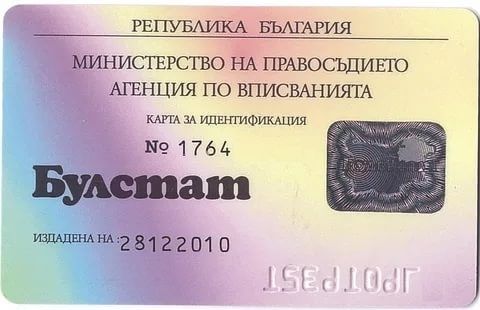 РЕПУБЛИКА БЪЛГАРИЯ
МИНИСТЕРСТВО НА ПРАВОСЪДИЕТО
АГЕНЦИЯ ПО ВПИСВАНИЯТА
КАРТА ЗА ИДЕНТИФИКАЦИЯ
№ 1764
Булстат
ИЗДАДЕНА НА: 28122010